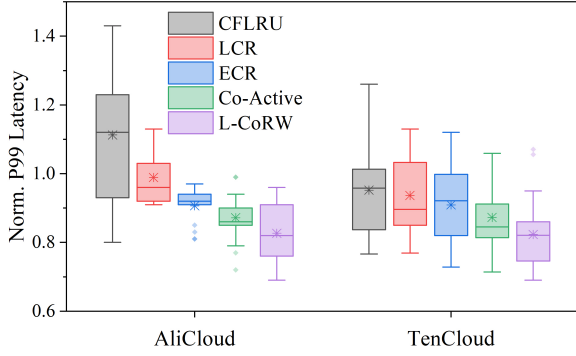 1.4
1.2
1.0
0.8
0.6
Norm. P99 Latency
CFLRU
LCR
ECR
Co-Active
L-CoRW
AliCloud
TenCloud